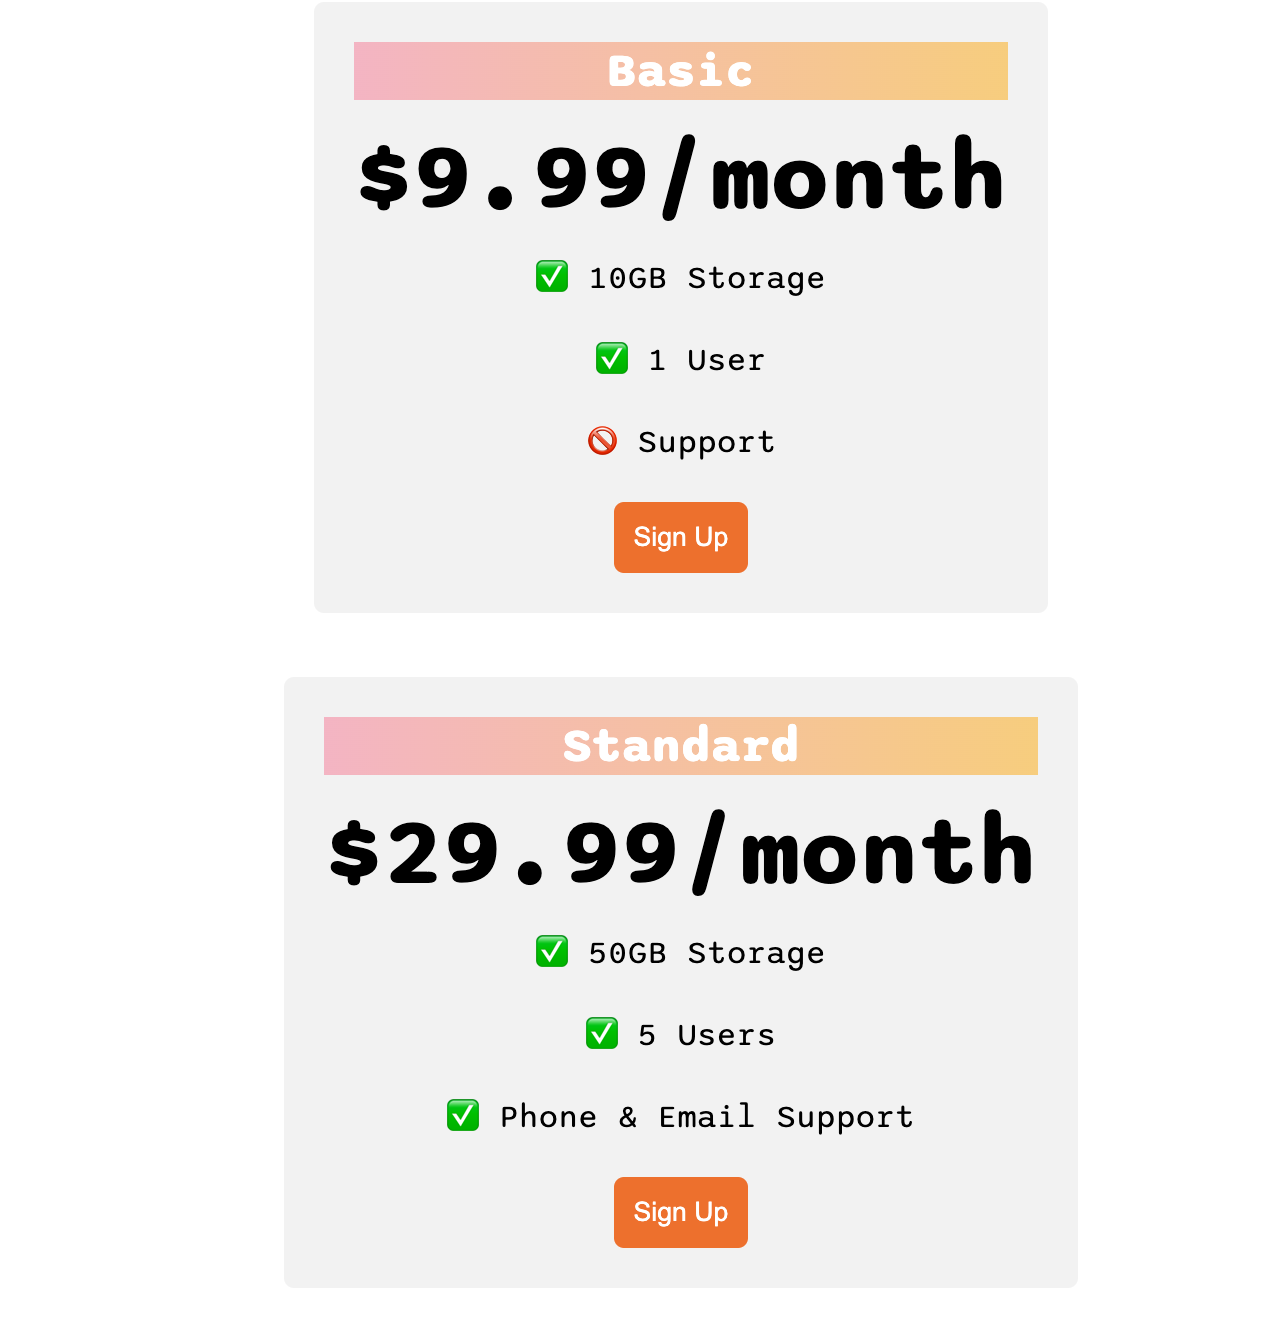 Basic
$9.99/month
✅ 10GB Storage
✅ 1 User
🚫 Support
Sign Up
Standard
$29.99/month
✅ 50GB Storage
✅ 5 Users
✅ Phone & Email Support
Sign Up